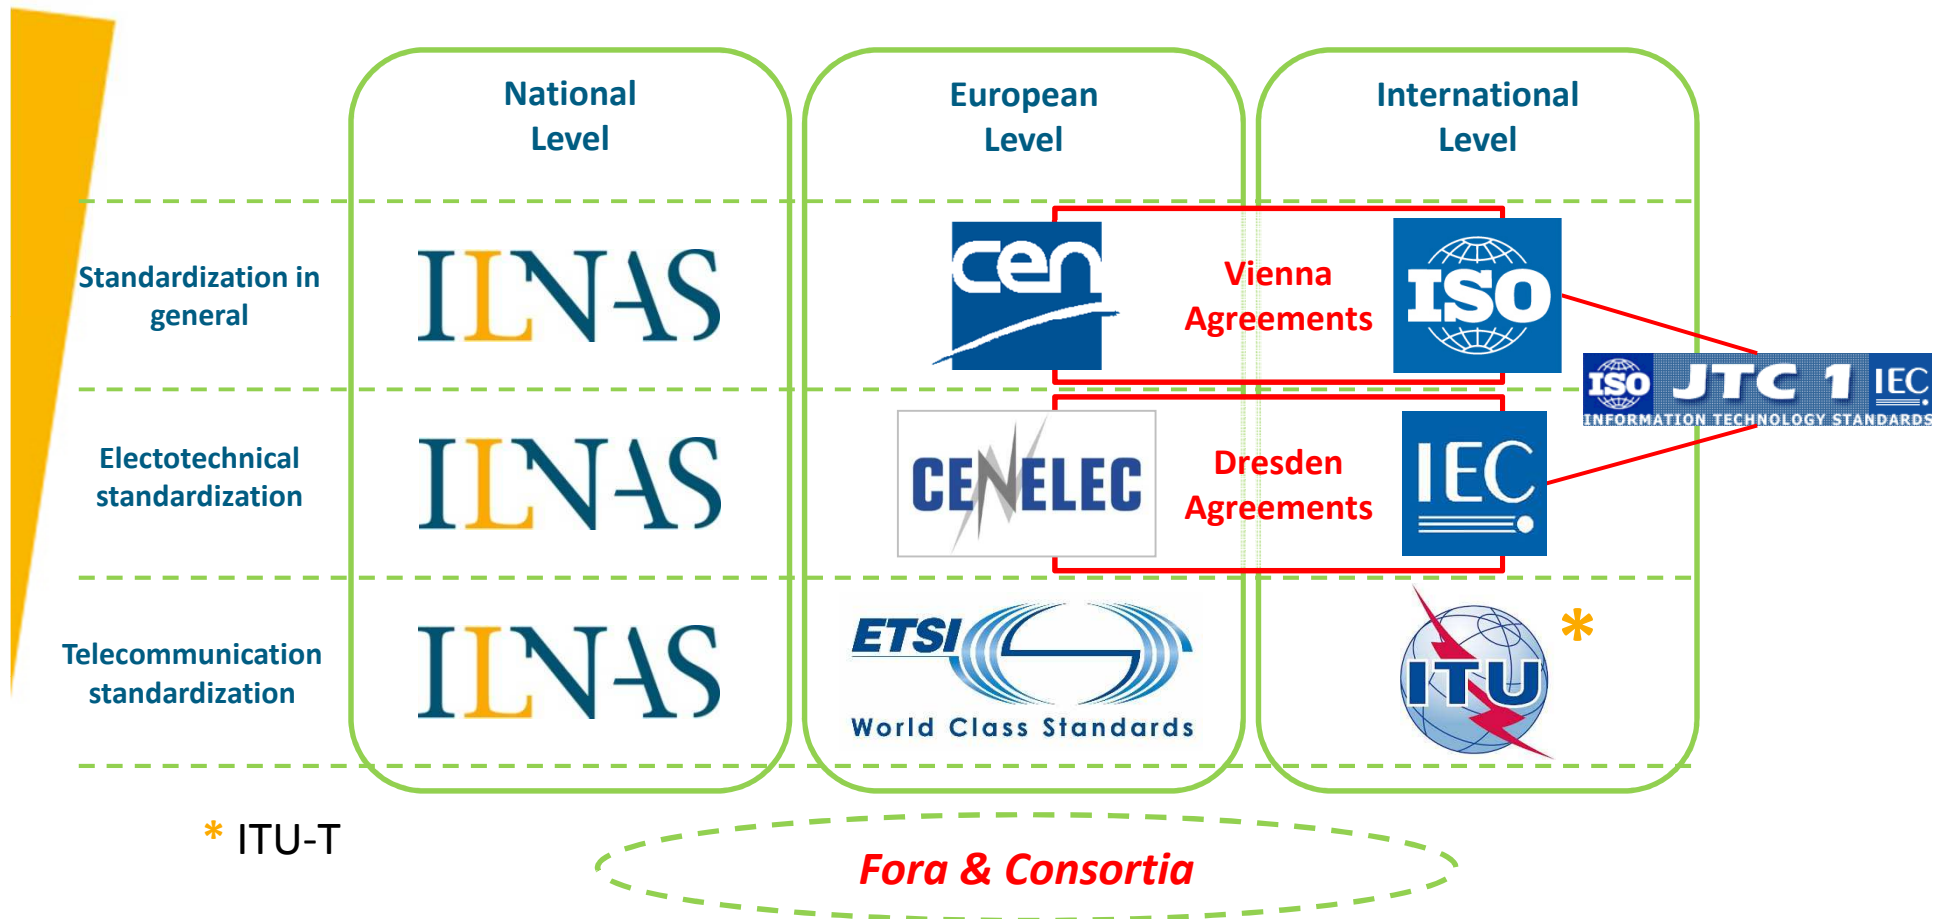 National
Level
European
Level
International
Level
Standardization in
general
ILNAS
cen
Vienna
Agreements
ISO
ISO JTC 1 IEC
INFORMATION TECHNOLOGY STANDARDS
Electotechnical
standardization
ILNAS
CENELEC
Dresden
Agreements
IEC
Telecommunication
standardization
ILNAS
ETSI
World Class Standards
ITU
*
* ITU-T
Fora & Consortia